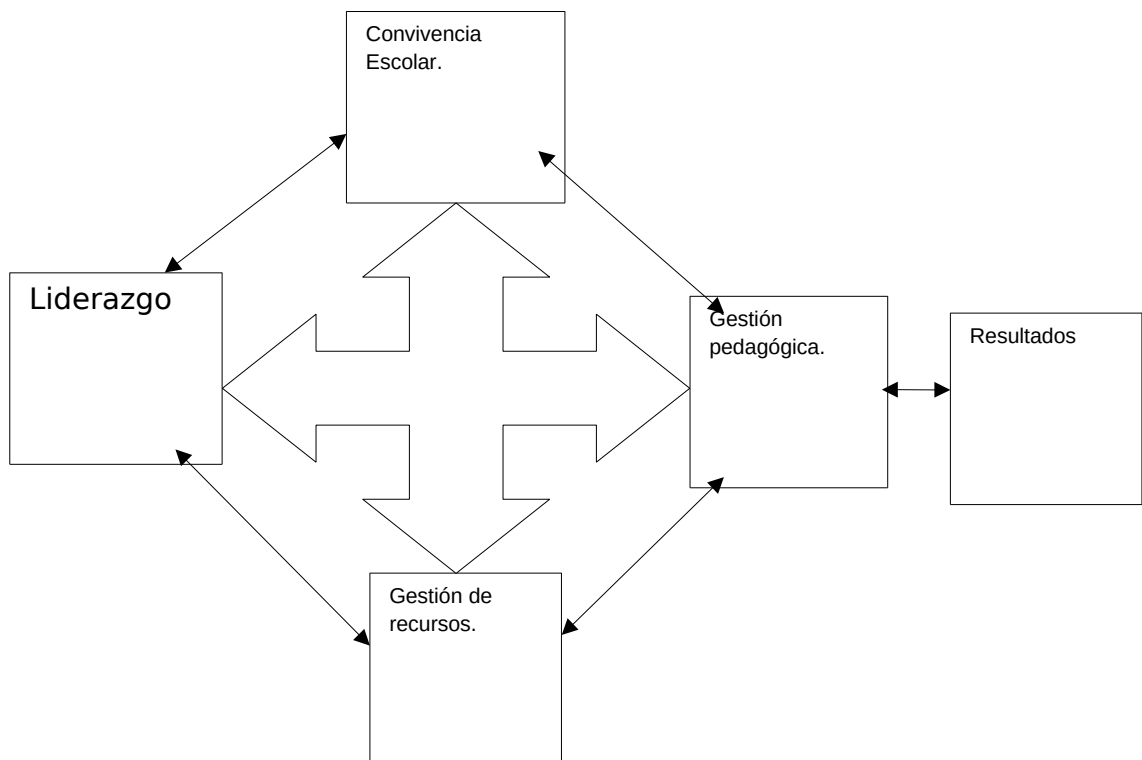 Convivencia
Escolar.
Liderazgo
Gestión
pedagógica.
Resultados
Gestión de
recursos.